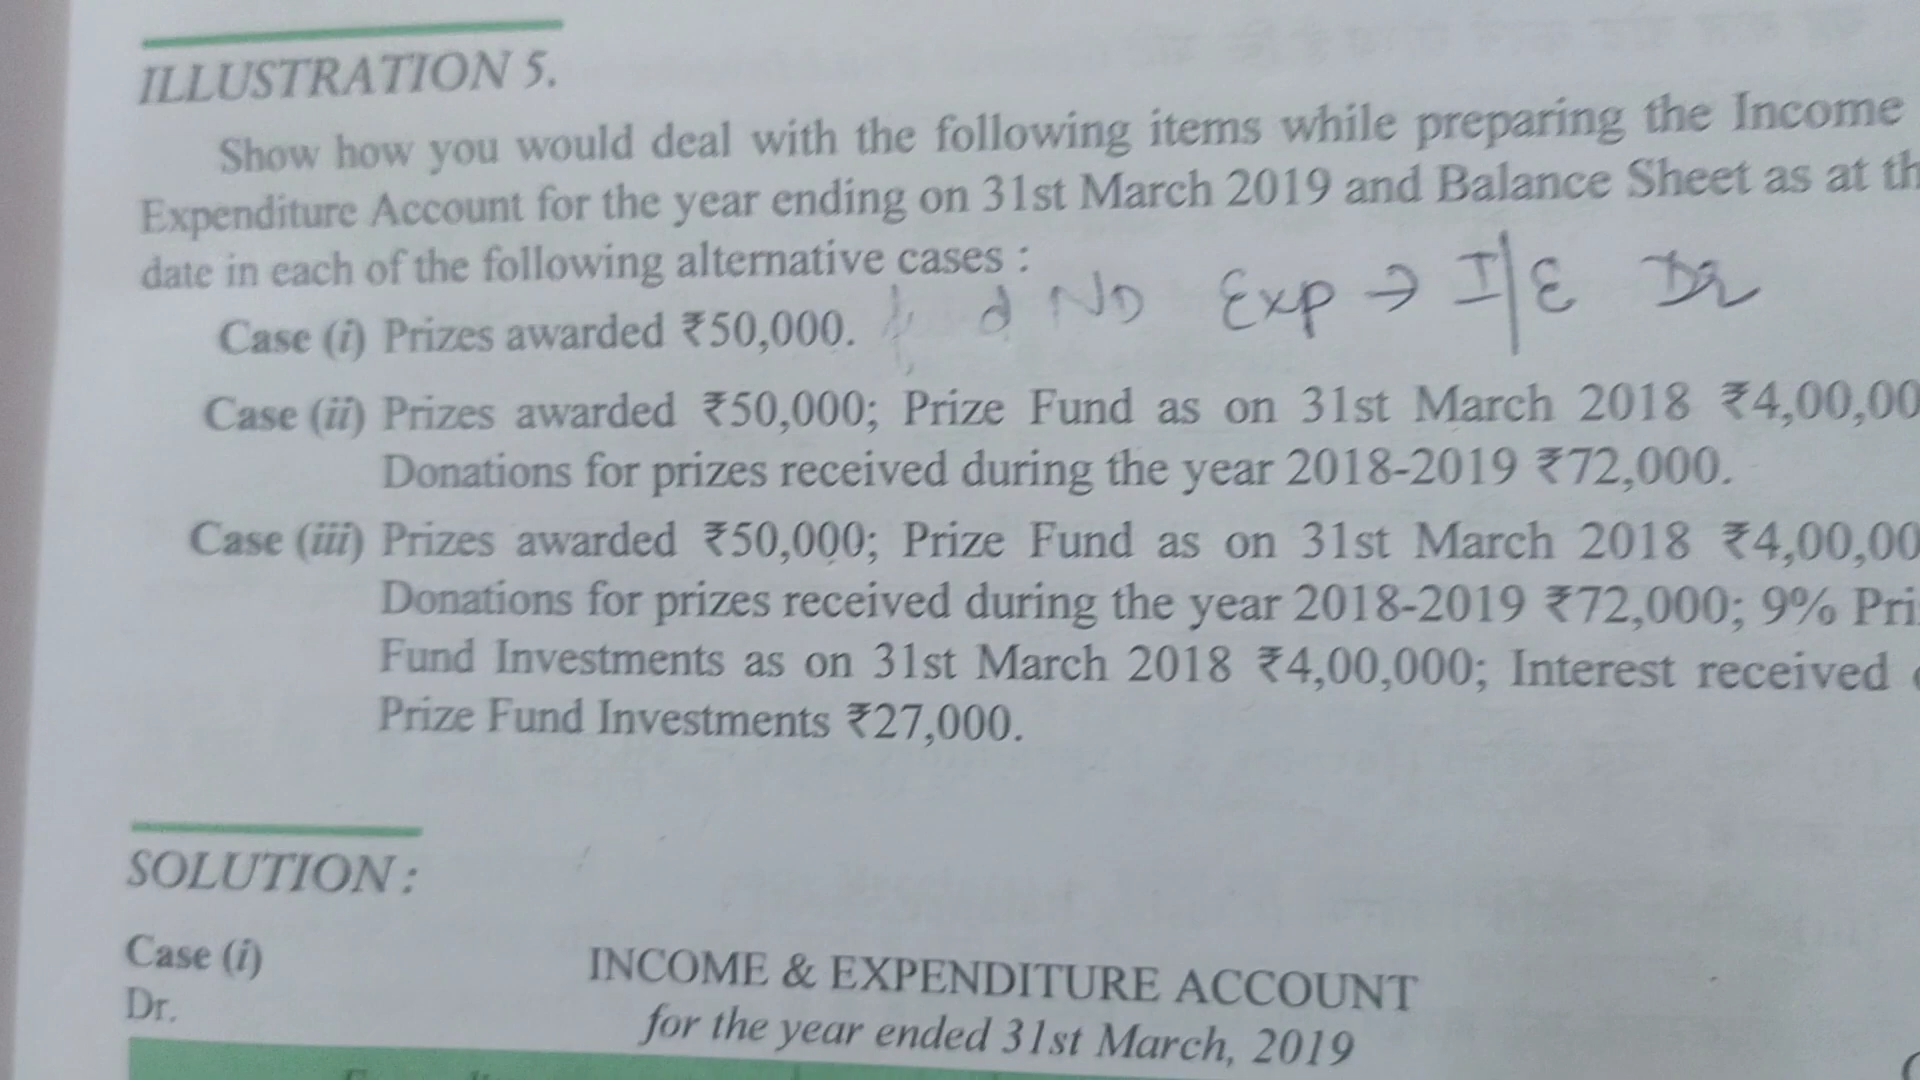 ILLUSTRATION 5.
Show how you would deal with the following items while preparing the Income
Expenditure Account for the year ending on 31st March 2019 and Balance Sheet as at th
date in each of the following alternative cases :
Case (i) Prizes awarded ₹50,000.
No Exp → I/E Dr
Case (ii) Prizes awarded ₹50,000; Prize Fund as on 31st March 2018 ₹4,00,00
Donations for prizes received during the year 2018-2019 ₹72,000.
Case (iii) Prizes awarded ₹50,000; Prize Fund as on 31st March 2018 ₹4,00,00
Donations for prizes received during the year 2018-2019 ₹72,000; 9% Pri
Fund Investments as on 31st March 2018 ₹4,00,000; Interest received
Prize Fund Investments ₹27,000.
SOLUTION :
Case (i)
INCOME & EXPENDITURE ACCOUNT
Dr.
for the year ended 31st March, 2019